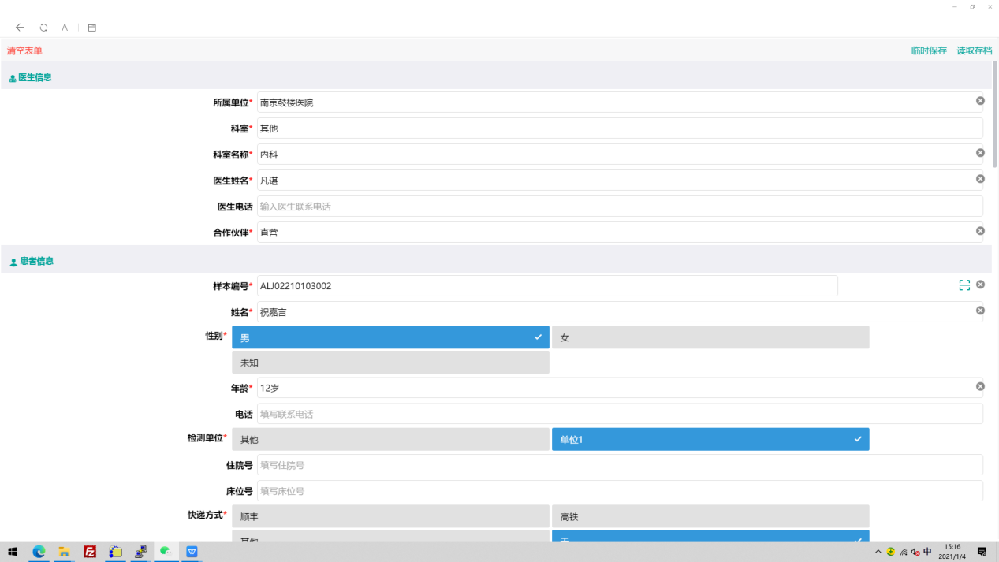 A
清空表单 临时保存 读取存档
医生信息
所属单位* 南京鼓楼医院
科室* 其他
科室名称* 内科
医生姓名* 凡谌
医生电话 输入医生联系电话
合作伙伴* 直营
患者信息
样本编号* ALJ02210103002
姓名* 祝嘉言
性别* 男 女
未知
年龄* 12岁
电话 填写联系电话
检测单位* 其他 单位1
住院号 填写住院号
床位号 填写床位号
快递方式* 顺丰 高铁
其他 无
中 15:16
2021/1/4